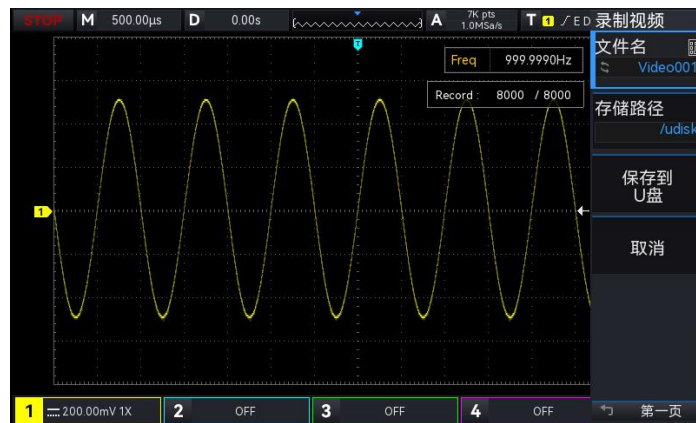 STOP M 500.00μs D 0.00s A 7K pts 1.0MSa/s T 1 ED 录制视频
Freq 999.9990Hz
文件名
Video001
Record : 8000 / 8000
存储路径
/udisk
T
保存到
U盘
1
取消
1 200.00mV 1X 2 OFF 3 OFF 4 OFF 第一页